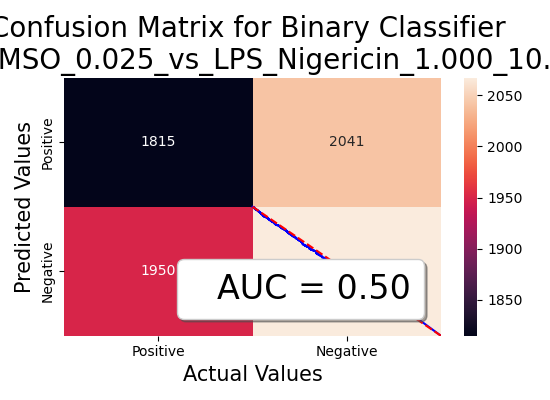 Confusion Matrix for Binary Classifier
MSO_0.025_vs_LPS_Nigericin_1.000_10.
Predicted Values
Positive
Negative
1815
2041
1950
AUC = 0.50
Positive
Negative
Actual Values
2050
2000
1950
1900
1850